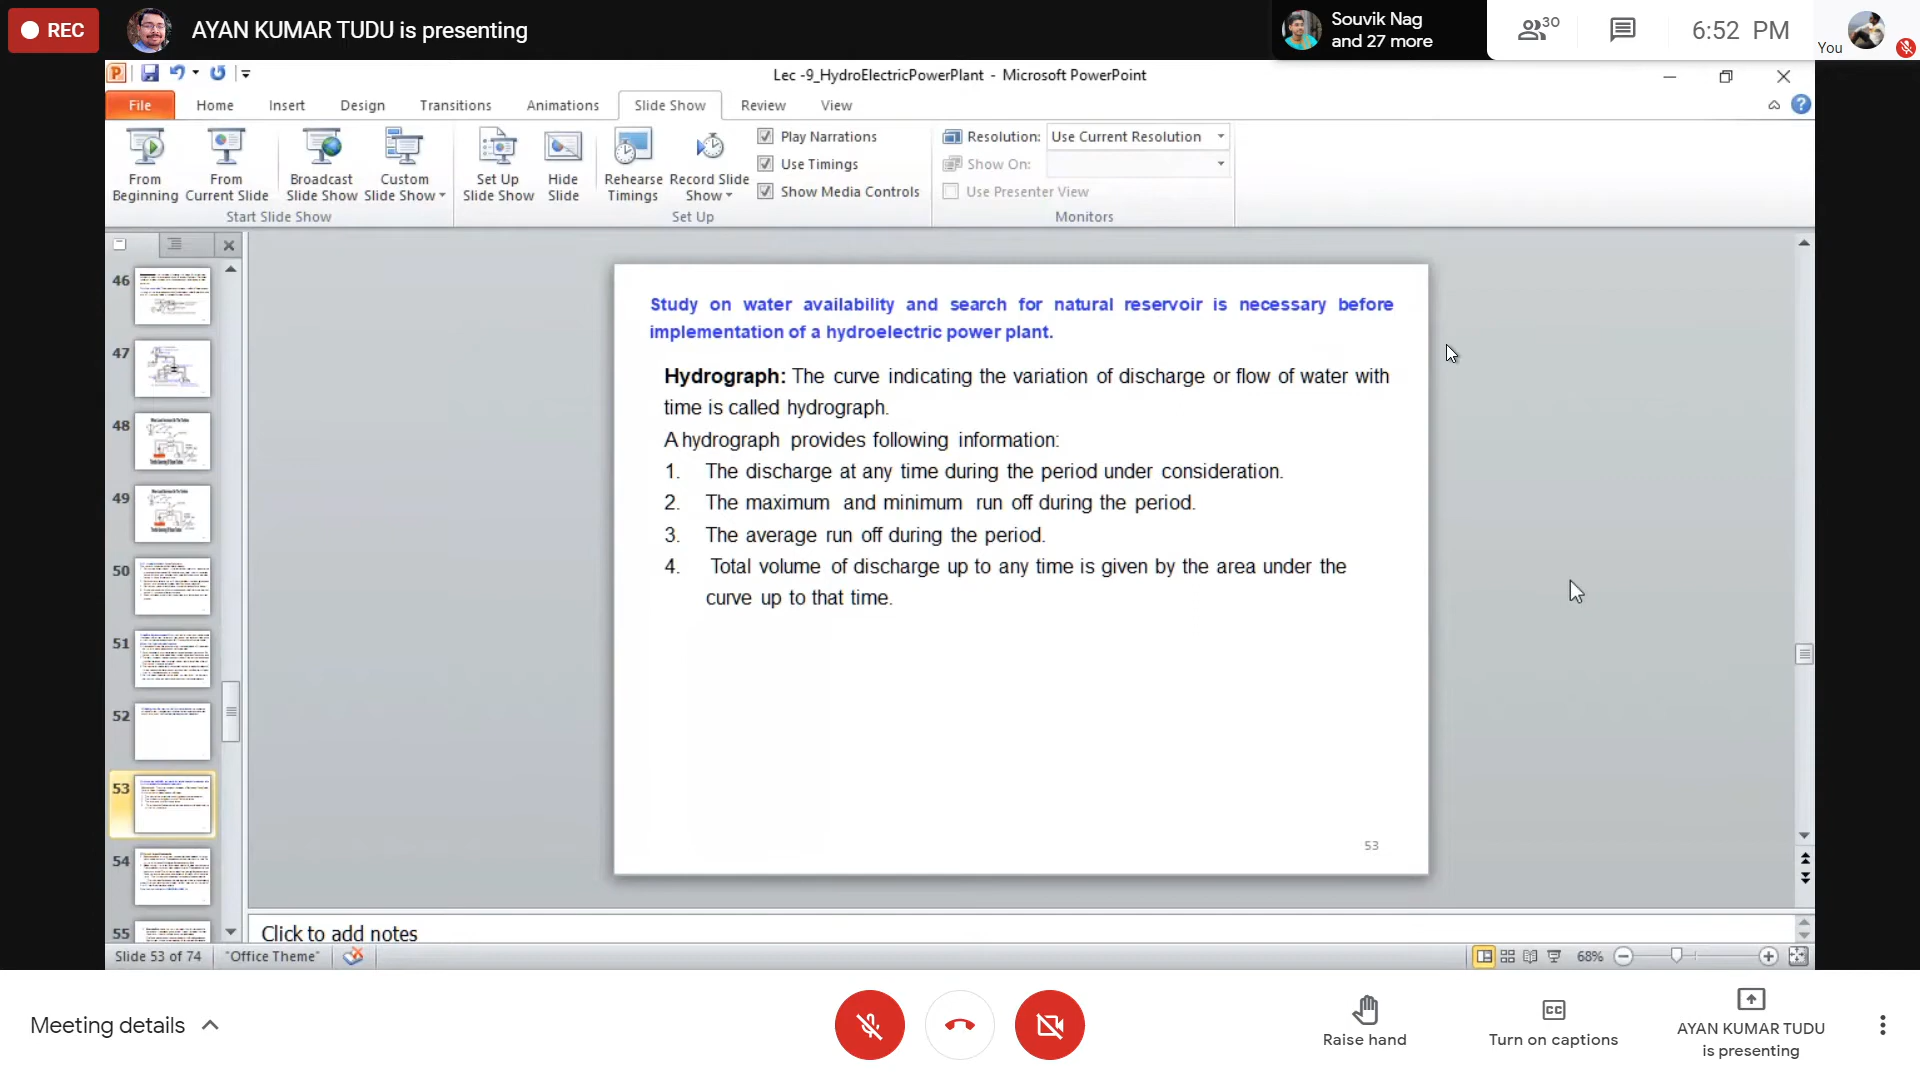 REC
AYAN KUMAR TUDU is presenting
Souvik Nag
and 27 more
30
6:52 PM
You
Lec -9_HydroElectricPowerPlant - Microsoft PowerPoint
File Home Insert Design Transitions Animations Slide Show Review View
From
Beginning
From
Current Slide
Broadcast
Slide Show
Custom
Slide Show
Set Up
Slide Show
Hide
Slide
Rehearse
Timings
Record Slide
Show
Play Narrations
Use Timings
Show Media Controls
Resolution: Use Current Resolution
Show On:
Use Presenter View
Start Slide Show
Set Up
Monitors
46
47
48
49
50
51
52
53
54
55
Study on water availability and search for natural reservoir is necessary before
implementation of a hydroelectric power plant.
Hydrograph: The curve indicating the variation of discharge or flow of water with
time is called hydrograph.
A hydrograph provides following information:
1. The discharge at any time during the period under consideration.
2. The maximum and minimum run off during the period.
3. The average run off during the period.
4. Total volume of discharge up to any time is given by the area under the
curve up to that time.
53
Click to add notes
Slide 53 of 74 "Office Theme" 68%
Meeting details
Raise hand
Turn on captions
AYAN KUMAR TUDU
is presenting